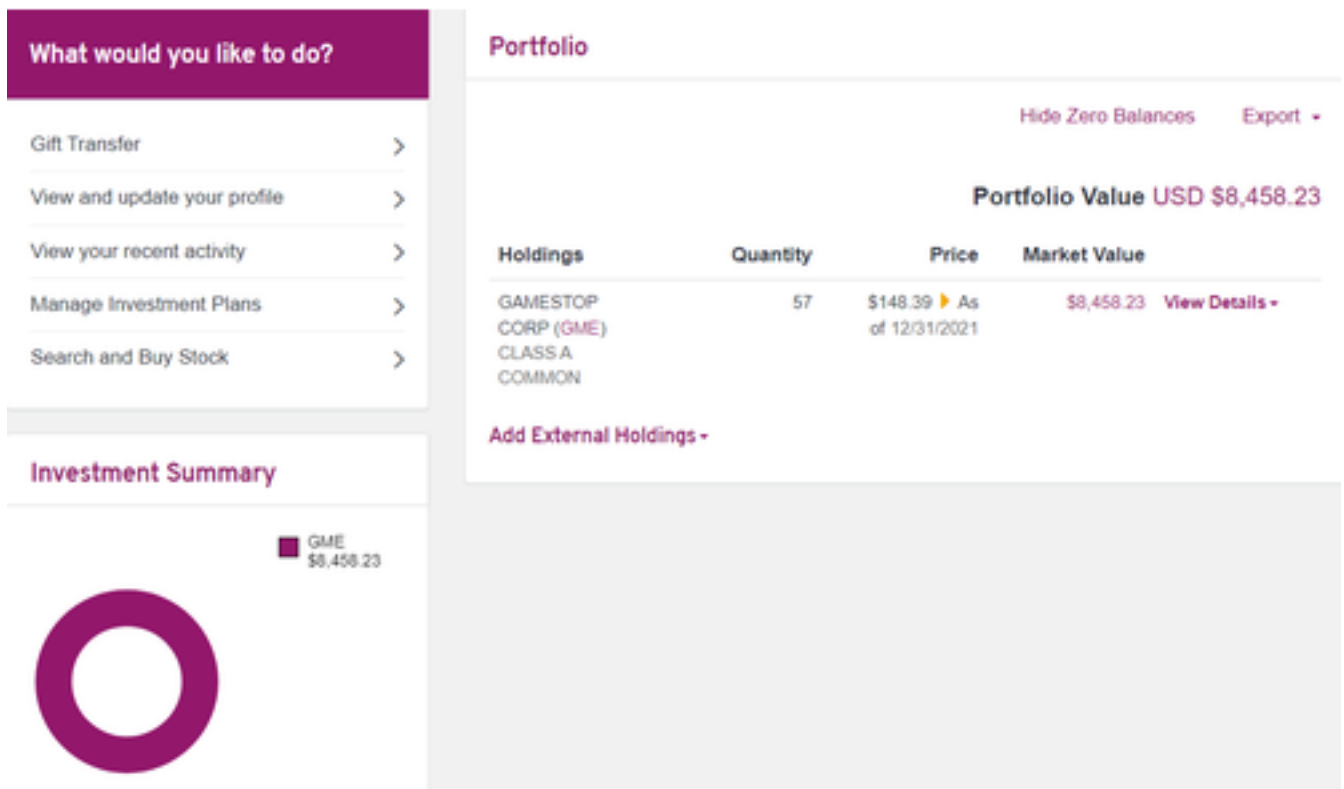 What would you like to do?
Gift Transfer
View and update your profile
View your recent activity
Manage Investment Plans
Search and Buy Stock
Investment Summary
GME
$8,458.23
Portfolio
Hide Zero Balances Export
Portfolio Value USD $8,458.23
Holdings Quantity Price Market Value
GAMESTOP 57 $148.39 As $8,458.23 View Details
CORP (GME) of 12/31/2021
CLASS A
COMMON
Add External Holdings